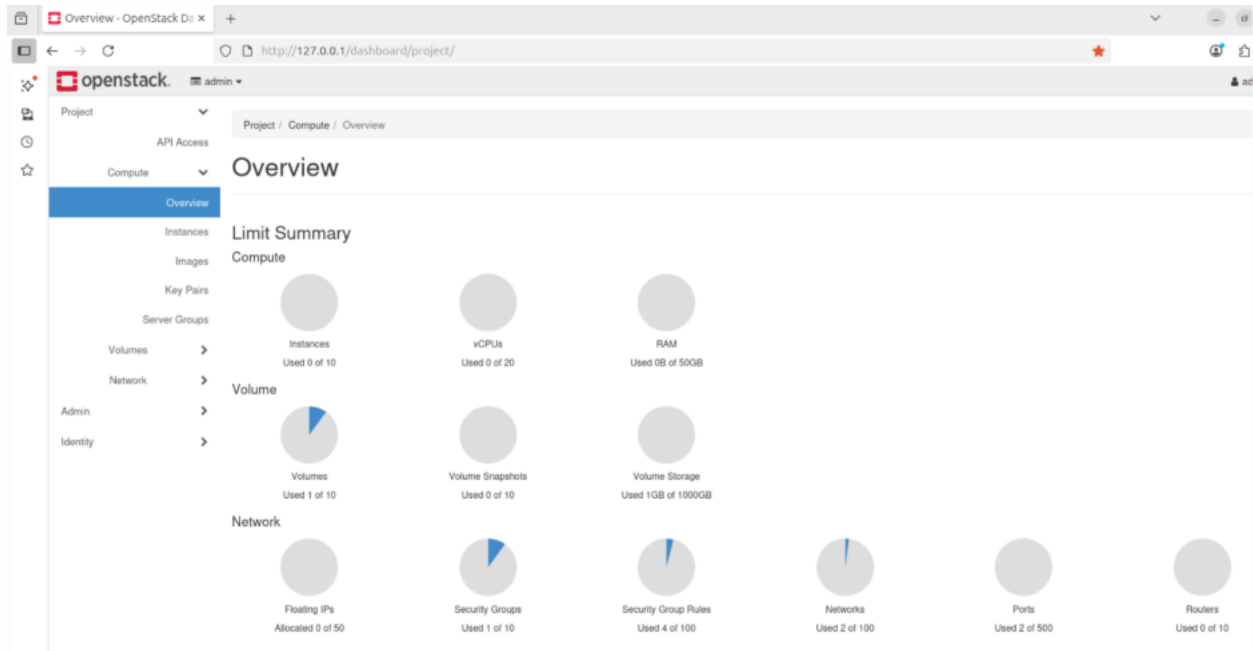 Overview - OpenStack Da
http://127.0.0.1/dashboard/project/
openstack.
admin
ad
Project
API Access
Compute
Overview
Instances
Images
Key Pairs
Server Groups
Volumes
Network
Admin
Identity
Project / Compute / Overview
Overview
Limit Summary
Compute
Instances
Used 0 of 10
vCPUs
Used 0 of 20
RAM
Used 0B of 50GB
Volume
Volumes
Used 1 of 10
Volume Snapshots
Used 0 of 10
Volume Storage
Used 1GB of 1000GB
Network
Floating IPs
Allocated 0 of 50
Security Groups
Used 1 of 10
Security Group Rules
Used 4 of 100
Networks
Used 2 of 100
Ports
Used 2 of 500
Routers
Used 0 of 10